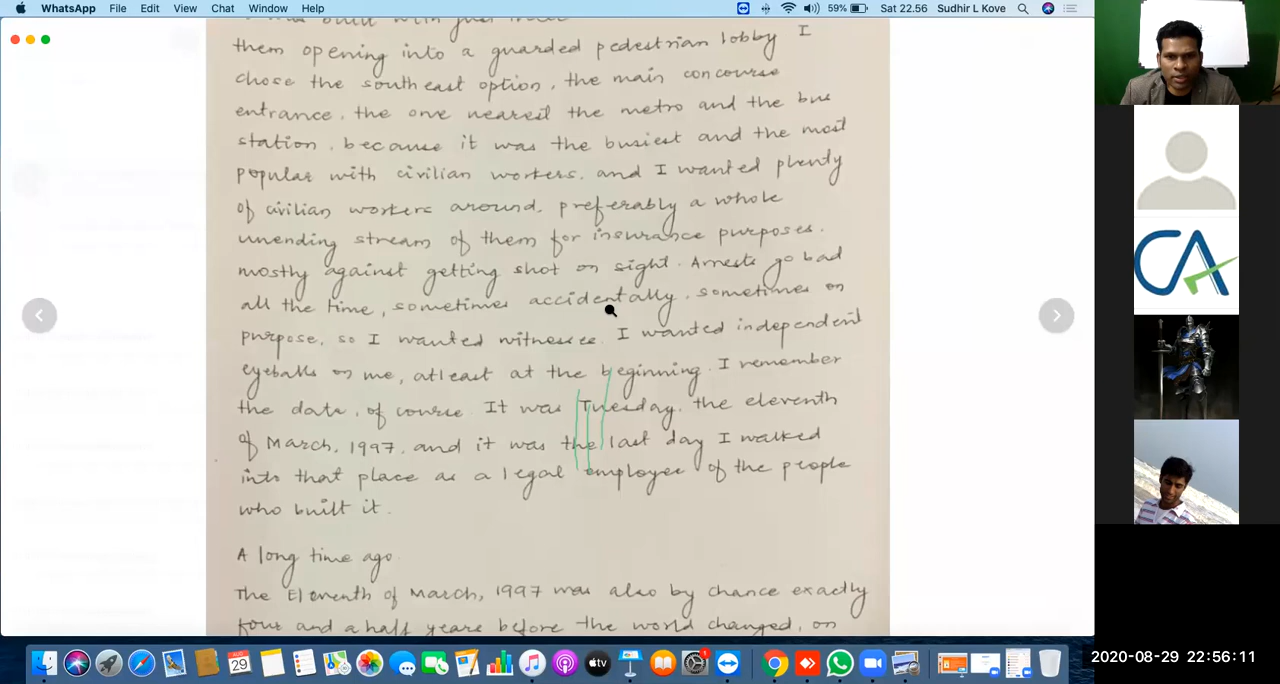 WhatsApp File Edit View Chat Window Help 59% Sat 22.56 Sudhir L Kove
them opening into a guarded pedestrian lobby I
chose the southeast option, the main concourse
entrance, the one nearest the metro and the bus
station, because it was the busiest and the most
popular with civilian workers, and I wanted plenty
of civilian workers around, preferably a whole
unending stream of them for insurance purposes.
mostly against getting shot on sight. Arrests go bad
all the time, sometimes accidentally, sometimes on
purpose, so I wanted witnesses. I wanted independent
eyeballs on me, atleast at the beginning. I remember
the date, of course. It was Tuesday, the eleventh
of March, 1997, and it was the last day I walked
into that place as a legal employee of the people
who built it.
A long time ago.
The Eleventh of March, 1997 was also by chance exactly
four and a half years before the world changed, on
CA
AUG
29
tv
1
2020-08-29 22:56:11